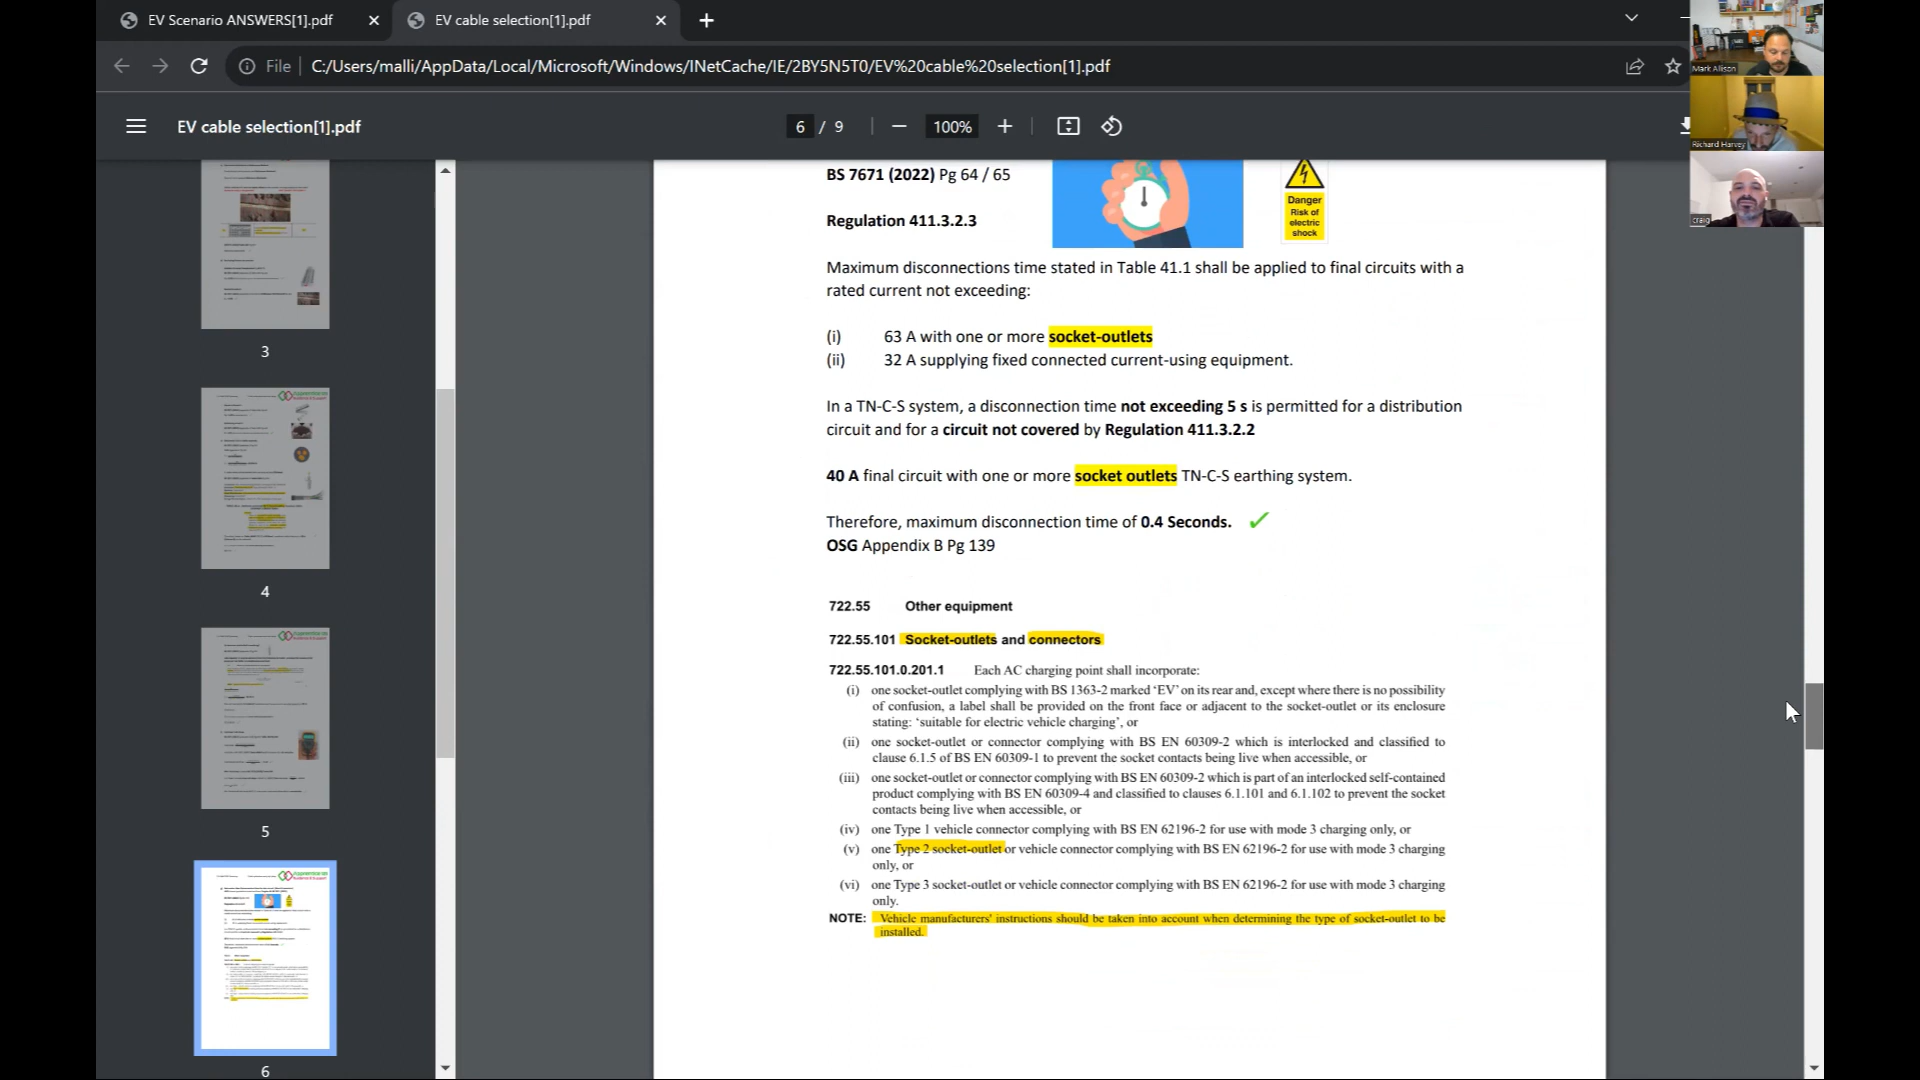 EV Scenario ANSWERS[1].pdf
EV cable selection[1].pdf
File
C:/Users/malli/AppData/Local/Microsoft/Windows/INetCache/IE/2BY5N5T0/EV%20cable%20selection[1].pdf
EV cable selection[1].pdf
6 / 9
100%
Mark Allison
Richard Harvey
craig
3
4
5
6
BS 7671 (2022) Pg 64 / 65
Regulation 411.3.2.3
Danger
Risk of
electric
shock
Maximum disconnections time stated in Table 41.1 shall be applied to final circuits with a
rated current not exceeding:
(i) 63 A with one or more socket-outlets
(ii) 32 A supplying fixed connected current-using equipment.
In a TN-C-S system, a disconnection time not exceeding 5 s is permitted for a distribution
circuit and for a circuit not covered by Regulation 411.3.2.2
40 A final circuit with one or more socket outlets TN-C-S earthing system.
Therefore, maximum disconnection time of 0.4 Seconds. ✓
OSG Appendix B Pg 139
722.55 Other equipment
722.55.101 Socket-outlets and connectors
722.55.101.0.201.1 Each AC charging point shall incorporate:
(i) one socket-outlet complying with BS 1363-2 marked ‘EV’ on its rear and, except where there is no possibility
of confusion, a label shall be provided on the front face or adjacent to the socket-outlet or its enclosure
stating: ‘suitable for electric vehicle charging’, or
(ii) one socket-outlet or connector complying with BS EN 60309-2 which is interlocked and classified to
clause 6.1.5 of BS EN 60309-1 to prevent the socket contacts being live when accessible, or
(iii) one socket-outlet or connector complying with BS EN 60309-2 which is part of an interlocked self-contained
product complying with BS EN 60309-4 and classified to clauses 6.1.101 and 6.1.102 to prevent the socket
contacts being live when accessible, or
(iv) one Type 1 vehicle connector complying with BS EN 62196-2 for use with mode 3 charging only, or
(v) one Type 2 socket-outlet or vehicle connector complying with BS EN 62196-2 for use with mode 3 charging
only, or
(vi) one Type 3 socket-outlet or vehicle connector complying with BS EN 62196-2 for use with mode 3 charging
only.
NOTE: Vehicle manufacturers’ instructions should be taken into account when determining the type of socket-outlet to be
installed.